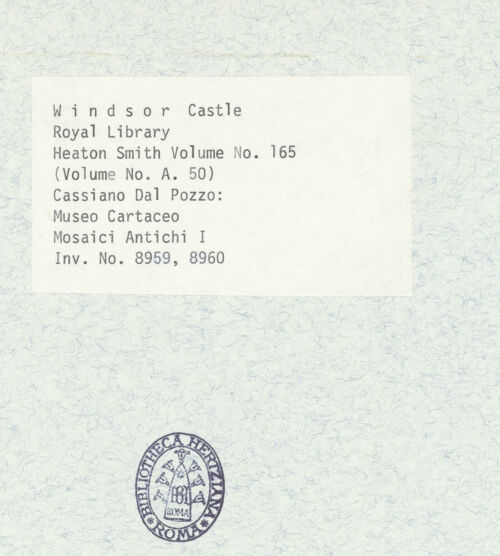 Windsor Castle
Royal Library
Heaton Smith Volume No. 165
(Volume No. A. 50)
Cassiano Dal Pozzo:
Museo Cartaceo
Mosaici Antichi I
Inv. No. 8959, 8960
BIBLIOTHECA HERTZIANA
BH
ROMA
ROMA